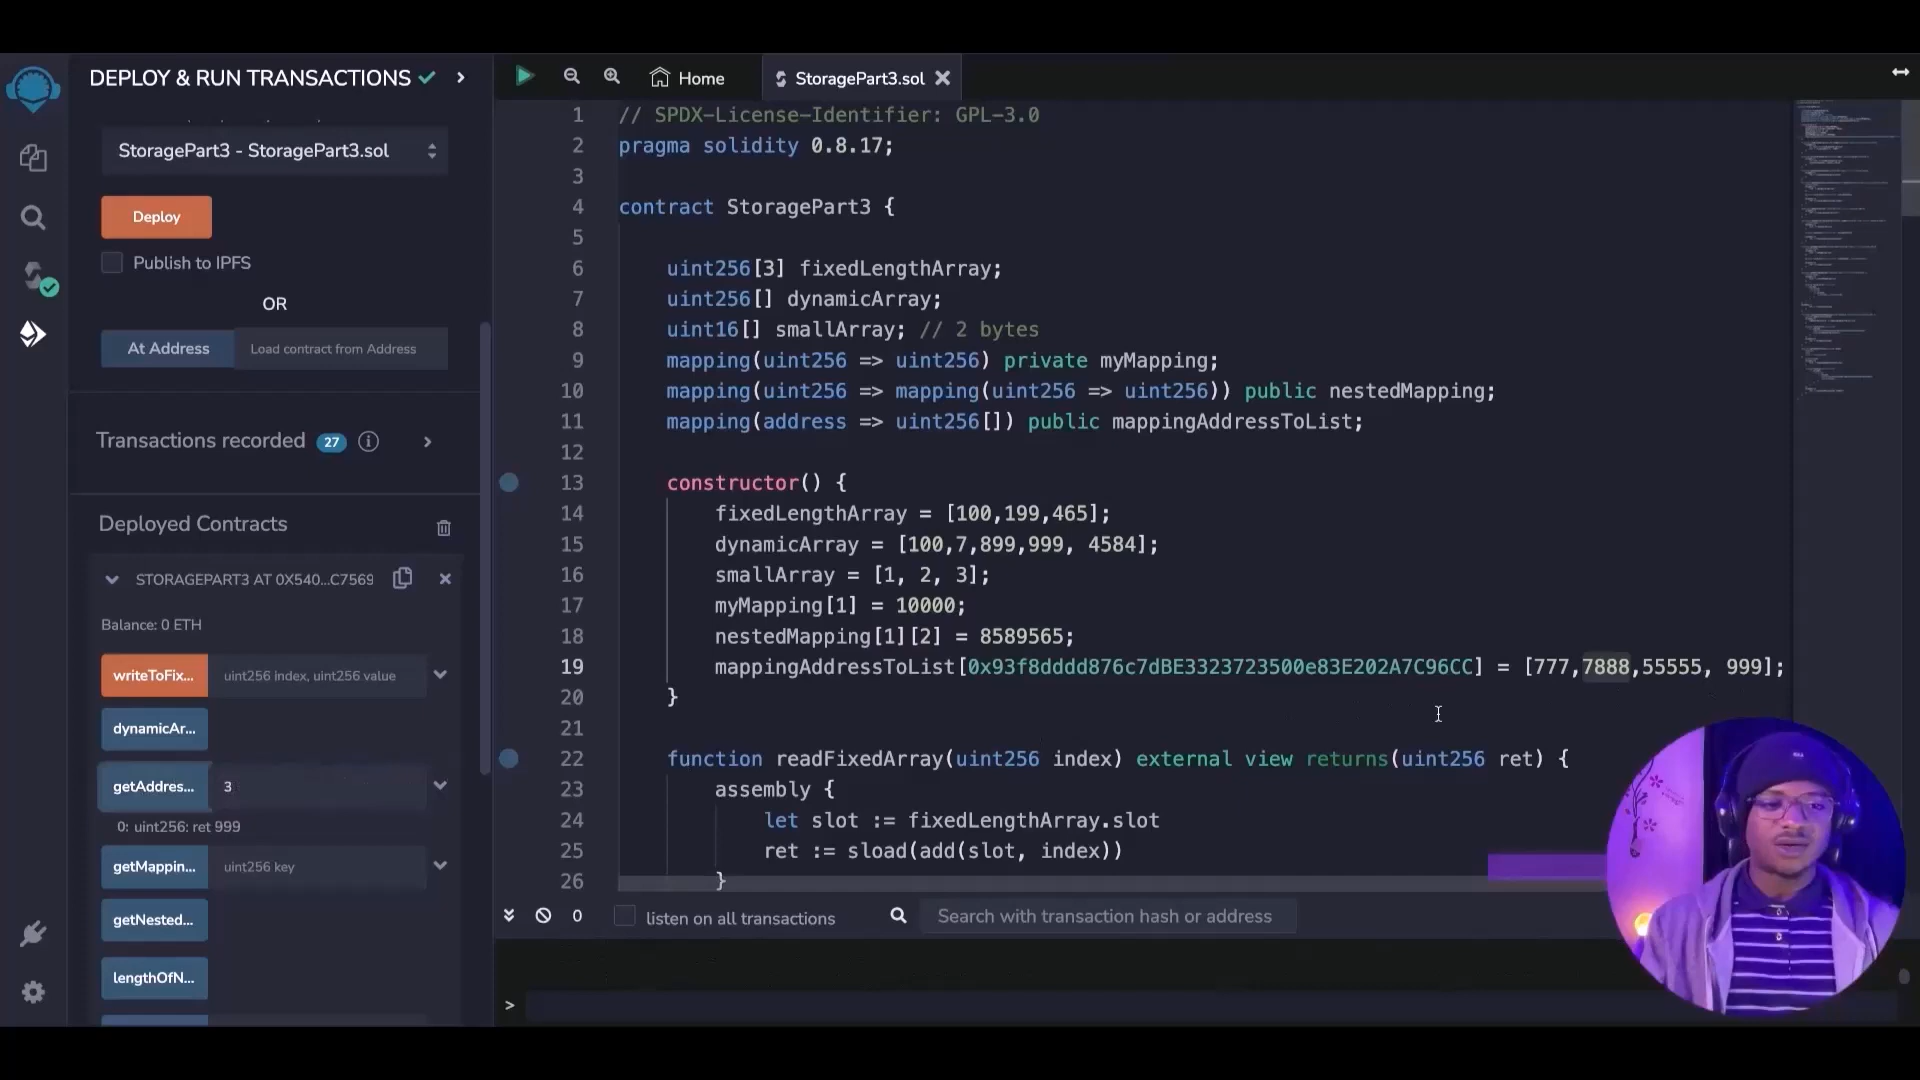 DEPLOY & RUN TRANSACTIONS
StoragePart3 - StoragePart3.sol
Deploy
Publish to IPFS
OR
At Address
Load contract from Address
Transactions recorded 27
Deployed Contracts
STORAGEPART3 AT 0X540...C7569
Balance: 0 ETH
writeToFix...
uint256 index, uint256 value
dynamicAr...
getAddres...
3
0: uint256: ret 999
getMappin...
uint256 key
getNested...
lengthOfN...
Home
StoragePart3.sol
1 // SPDX-License-Identifier: GPL-3.0
2 pragma solidity 0.8.17;
3
4 contract StoragePart3 {
5
6 uint256[3] fixedLengthArray;
7 uint256[] dynamicArray;
8 uint16[] smallArray; // 2 bytes
9 mapping(uint256 => uint256) private myMapping;
10 mapping(uint256 => mapping(uint256 => uint256)) public nestedMapping;
11 mapping(address => uint256[]) public mappingAddressToList;
12
13 constructor() {
14 fixedLengthArray = [100,199,465];
15 dynamicArray = [100,7,899,999, 4584];
16 smallArray = [1, 2, 3];
17 myMapping[1] = 10000;
18 nestedMapping[1][2] = 8589565;
19 mappingAddressToList[0x93f8dddd876c7dBE3323723500e83E202A7C96CC] = [777,7888,55555, 999];
20 }
21
22 function readFixedArray(uint256 index) external view returns(uint256 ret) {
23 assembly {
24 let slot := fixedLengthArray.slot
25 ret := sload(add(slot, index))
26 }
0
listen on all transactions
Search with transaction hash or address
>